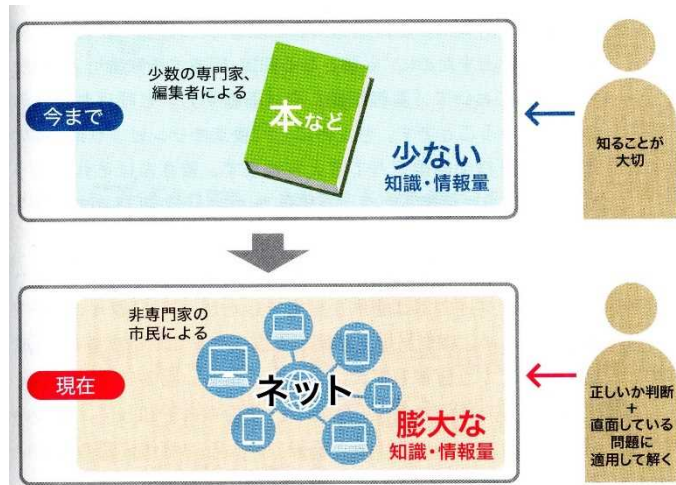 少数の専門家、
編集者による
今まで
本など
少ない
知識・情報量
知ることが
大切
非専門家の
市民による
現在
ネット
膨大な
知識・情報量
正しいか判断
+
直面している
問題に
適用して解く